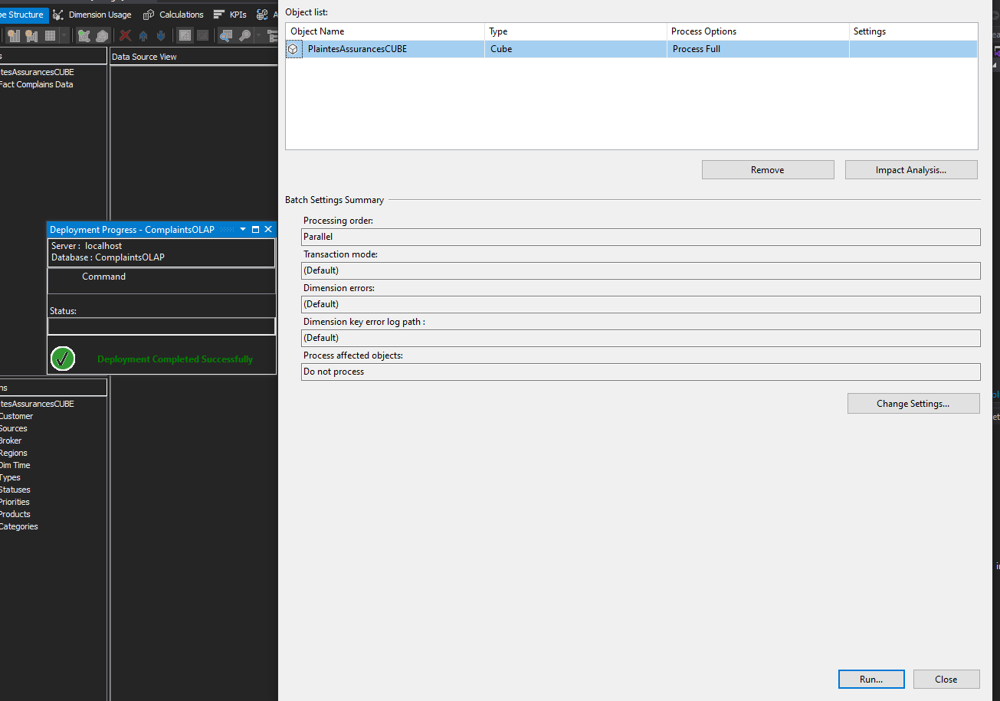 Structure
Dimension Usage
Calculations
KPIs
Data Source View
tesAssurancesCUBE
Fact Complains Data
Deployment Progress - ComplaintsOLAP
Server : localhost
Database : ComplaintsOLAP
Command
Status:
Deployment Completed Successfully
tesAssurancesCUBE
Customer
Sources
Broker
Regions
Dim Time
Types
Statuses
Priorities
Products
Categories
Object list:
Object Name Type Process Options Settings
PlaintesAssurancesCUBE Cube Process Full
Remove
Impact Analysis...
Batch Settings Summary
Processing order:
Parallel
Transaction mode:
(Default)
Dimension errors:
(Default)
Dimension key error log path :
(Default)
Process affected objects:
Do not process
Change Settings...
Run...
Close